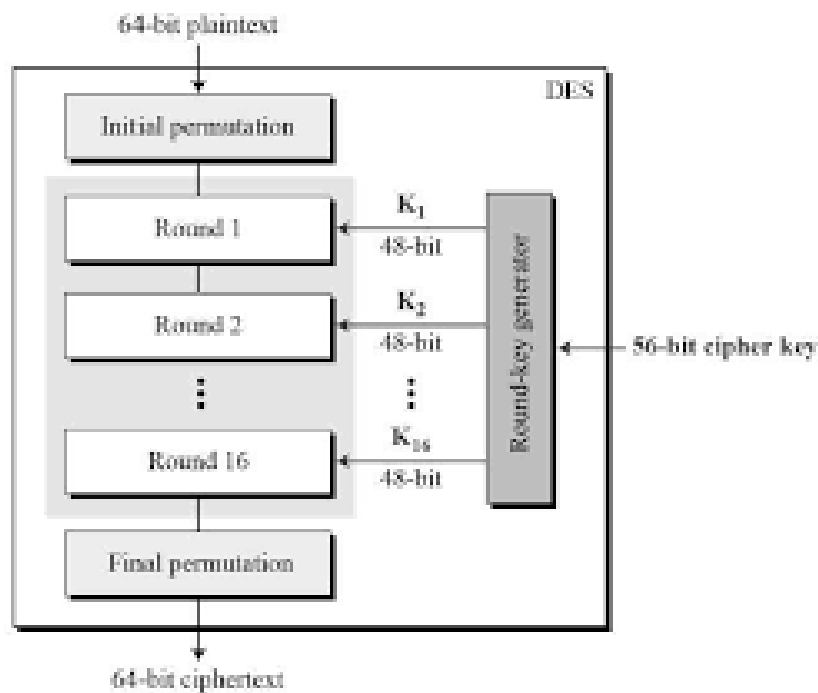 64-bit plaintext
DES
Initial permutation
Round 1
K1
48-bit
Round 2
K2
48-bit
Round-key generator
56-bit cipher key
Round 16
K16
48-bit
Final permutation
64-bit ciphertext